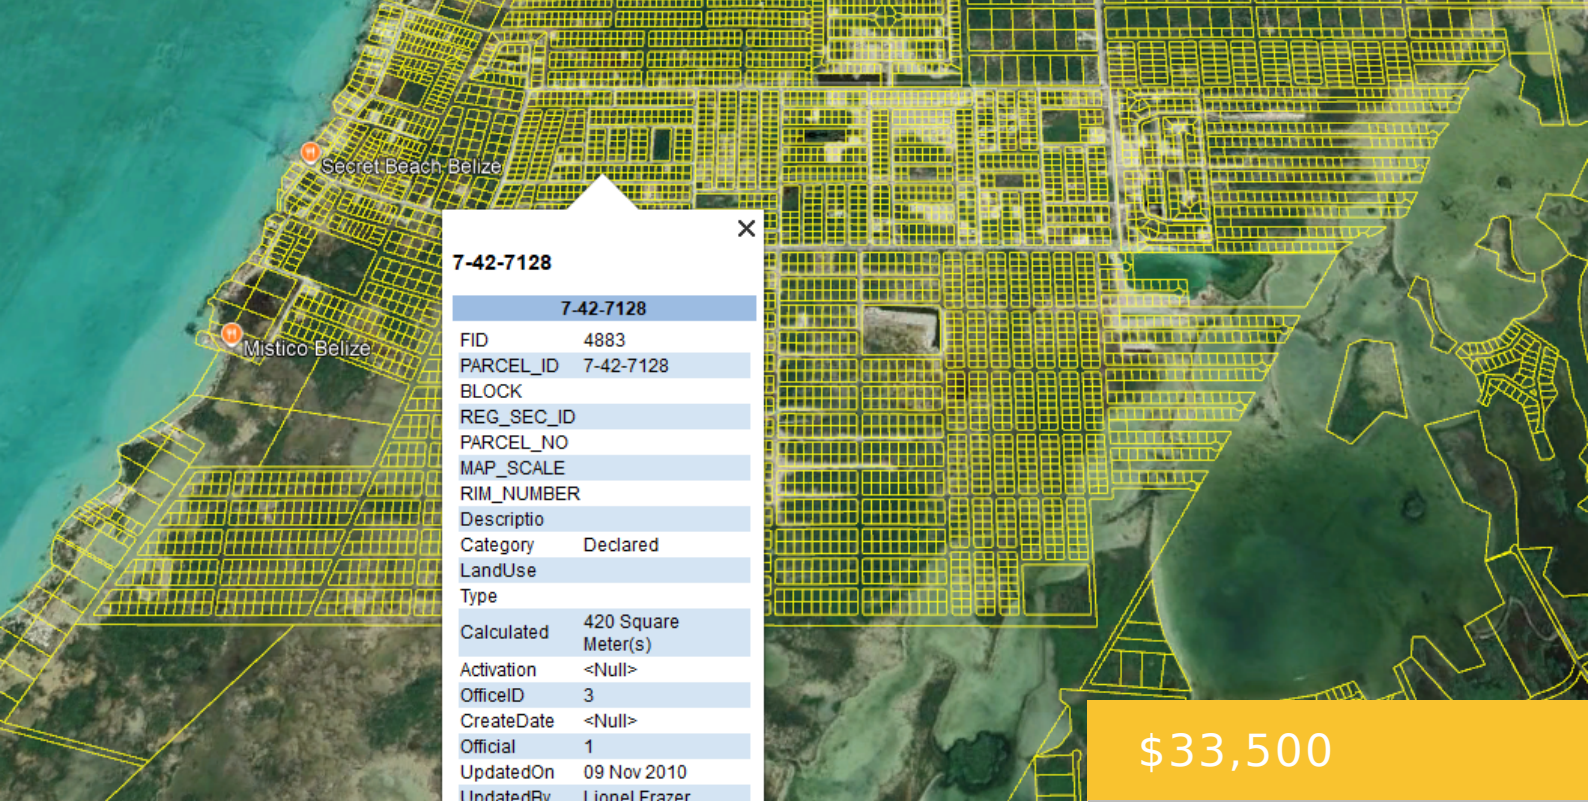 Secret Beach Belize
Mistico Belize
7-42-7128
7-42-7128
FID 4883
PARCEL_ID 7-42-7128
BLOCK
REG_SEC_ID
PARCEL_NO
MAP_SCALE
RIM_NUMBER
Descriptio
Category Declared
LandUse
Type
Calculated 420 Square
Meter(s)
Activation <Null>
OfficeID 3
CreateDate <Null>
Official 1
UpdatedOn 09 Nov 2010
UpdatedBy Lionel Frazer
$33,500